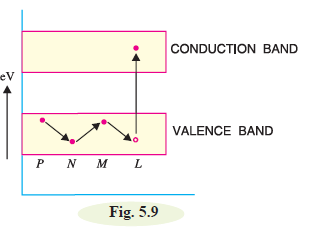 CONDUCTION BAND
eV
VALENCE BAND
P N M L
Fig. 5.9